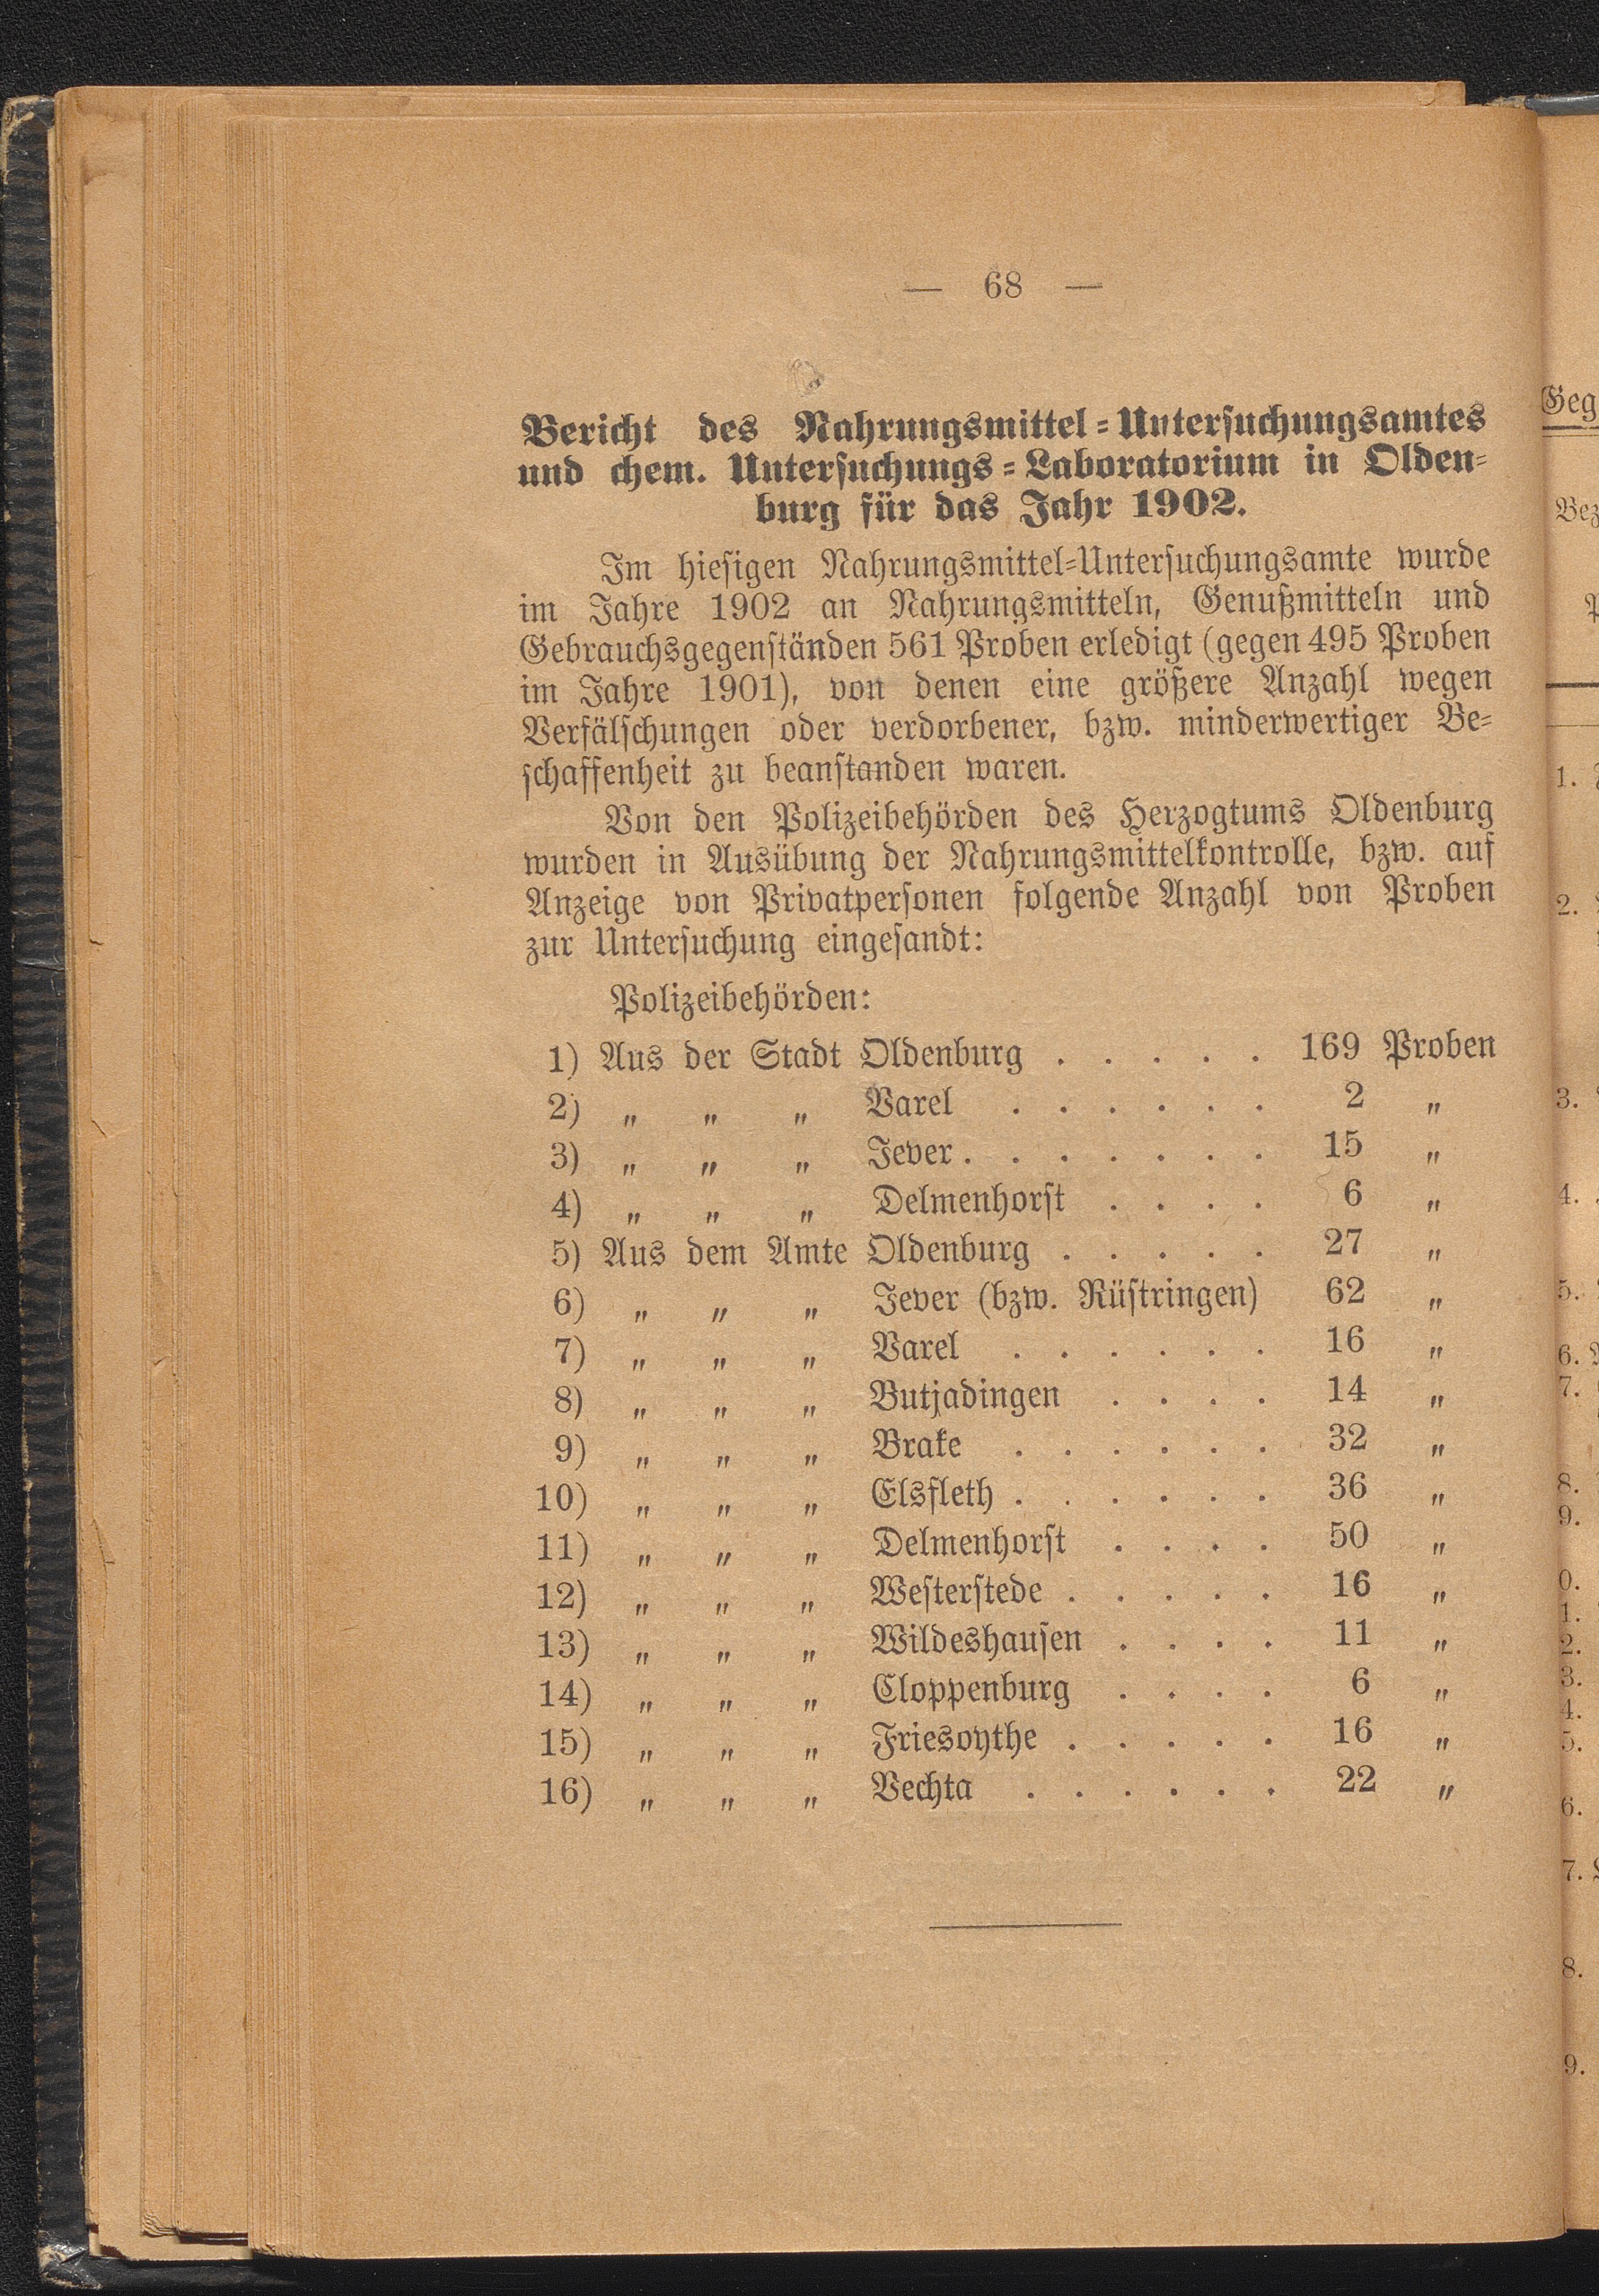 — 68 —
Bericht des Nahrungsmittel-Untersuchungsamtes
und chem. Untersuchungs-Laboratorium in Olden-
burg für das Jahr 1902.
Im hiesigen Nahrungsmittel-Untersuchungsamte wurde
im Jahre 1902 an Nahrungsmitteln, Genußmitteln und
Gebrauchsgegenständen 561 Proben erledigt (gegen 495 Proben
im Jahre 1901), von denen eine größere Anzahl wegen
Verfälschungen oder verdorbener, bzw. minderwertiger Be-
schaffenheit zu beanstanden waren.
Von den Polizeibehörden des Herzogtums Oldenburg
wurden in Ausübung der Nahrungsmittelkontrolle, bzw. auf
Anzeige von Privatpersonen folgende Anzahl von Proben
zur Untersuchung eingesandt:
Polizeibehörden:
1) Aus der Stadt Oldenburg . . . . . 169 Proben
2) „ „ „ Varel . . . . . . 2 „
3) „ „ „ Jever . . . . . . . 15 „
4) „ „ „ Delmenhorst . . . . 6 „
5) Aus dem Amte Oldenburg . . . . . 27 „
6) „ „ „ Jever (bzw. Rüstringen) 62 „
7) „ „ „ Varel . . . . . . 16 „
8) „ „ „ Butjadingen . . . . 14 „
9) „ „ „ Brake . . . . . . 32 „
10) „ „ „ Elsfleth . . . . . . 36 „
11) „ „ „ Delmenhorst . . . . 50 „
12) „ „ „ Westerstede . . . . . 16 „
13) „ „ „ Wildeshausen . . . . 11 „
14) „ „ „ Cloppenburg . . . . 6 „
15) „ „ „ Friesoythe . . . . . 16 „
16) „ „ „ Vechta . . . . . . 22 „